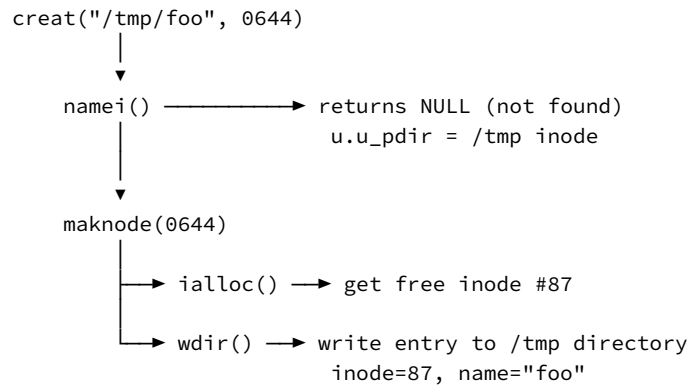 creat("/tmp/foo", 0644)
namei() → returns NULL (not found)
u.u_pdir = /tmp inode
maknode(0644)
ialloc() → get free inode #87
wdir() → write entry to /tmp directory
inode=87, name="foo"